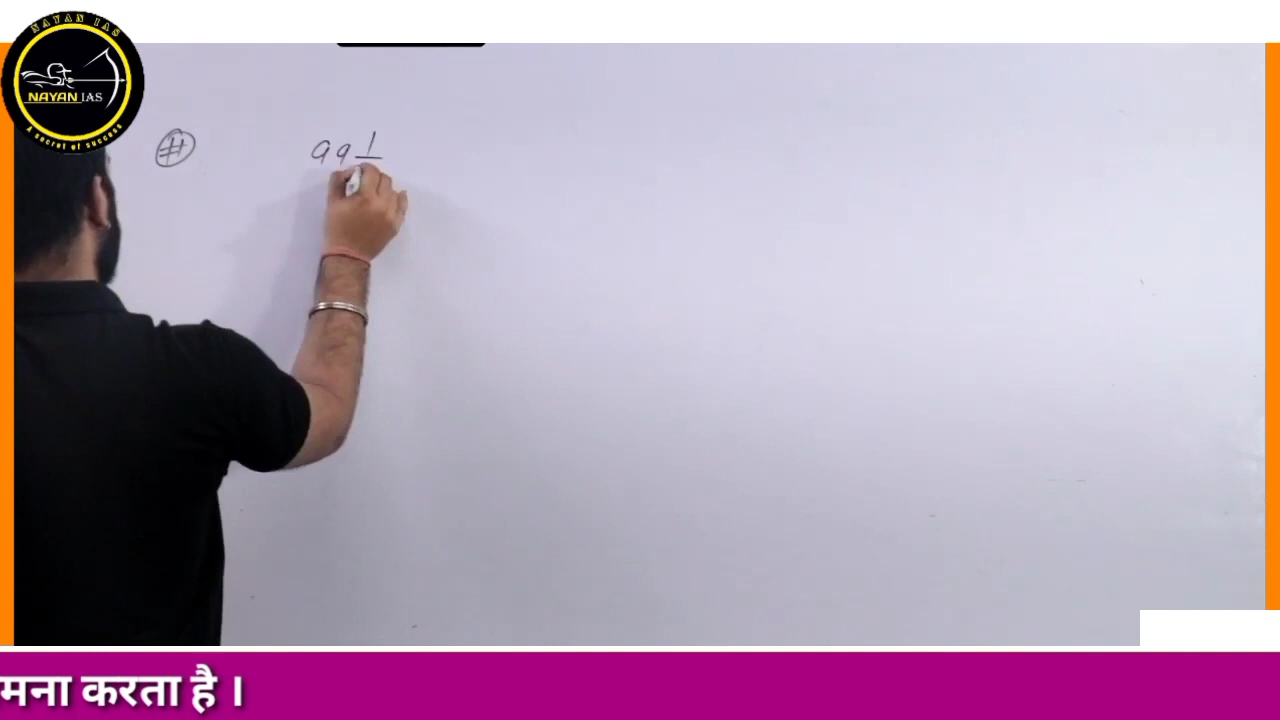 NAYAN IAS
NAYAN IAS
A secret of success
# 99 1
मना करता है ।